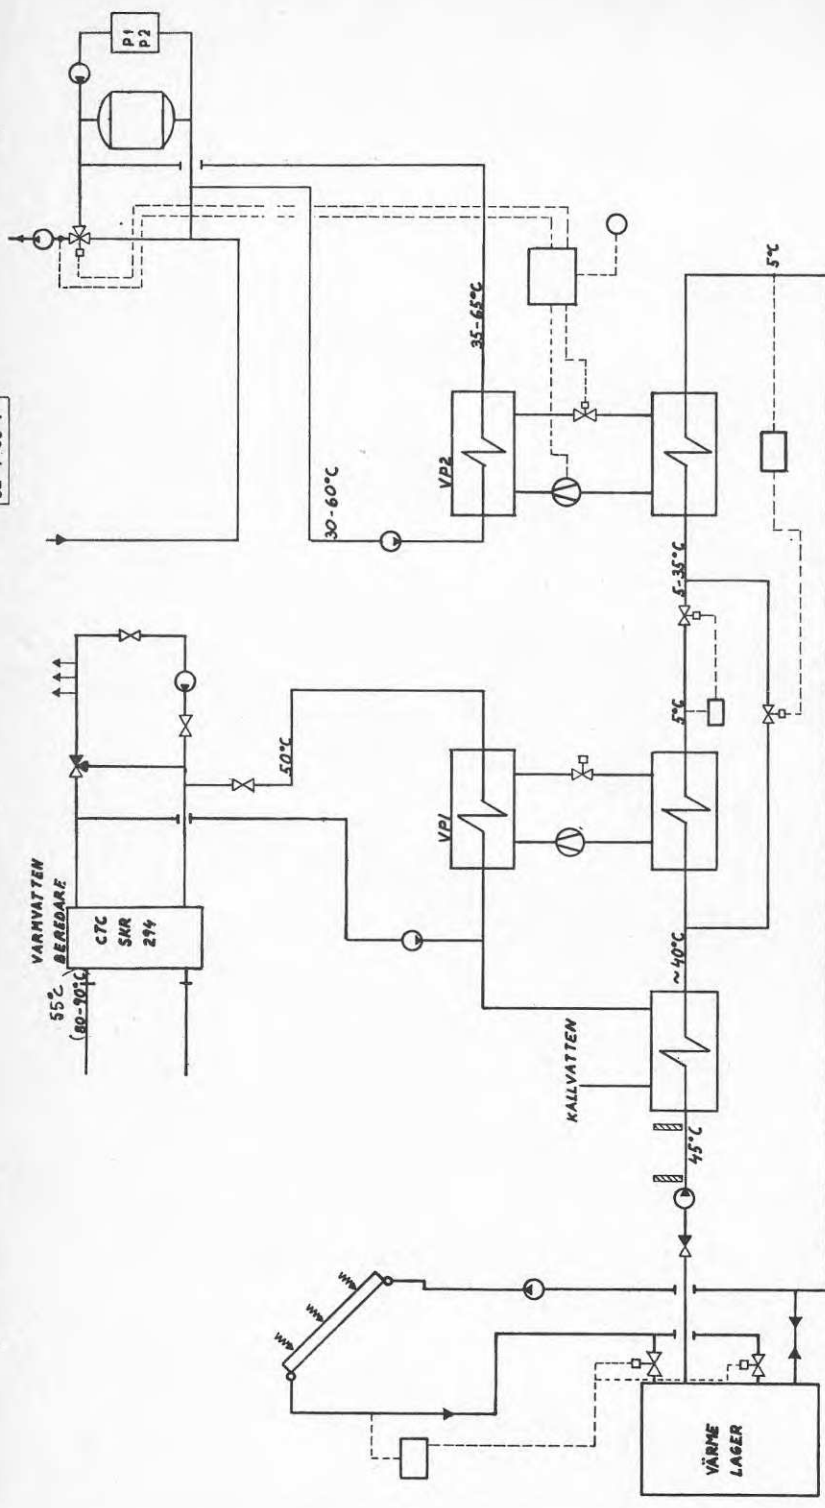 P1
P2
35-65°C
5°C
VP2
30-60°C
5-35°C
5°C
50°C
VP1
VARMVATTEN
BEREDARE
CTC
SKR
294
55°C
(80-90°C)
~40°C
KALLVATTEN
45°C
VÄRME
LAGER